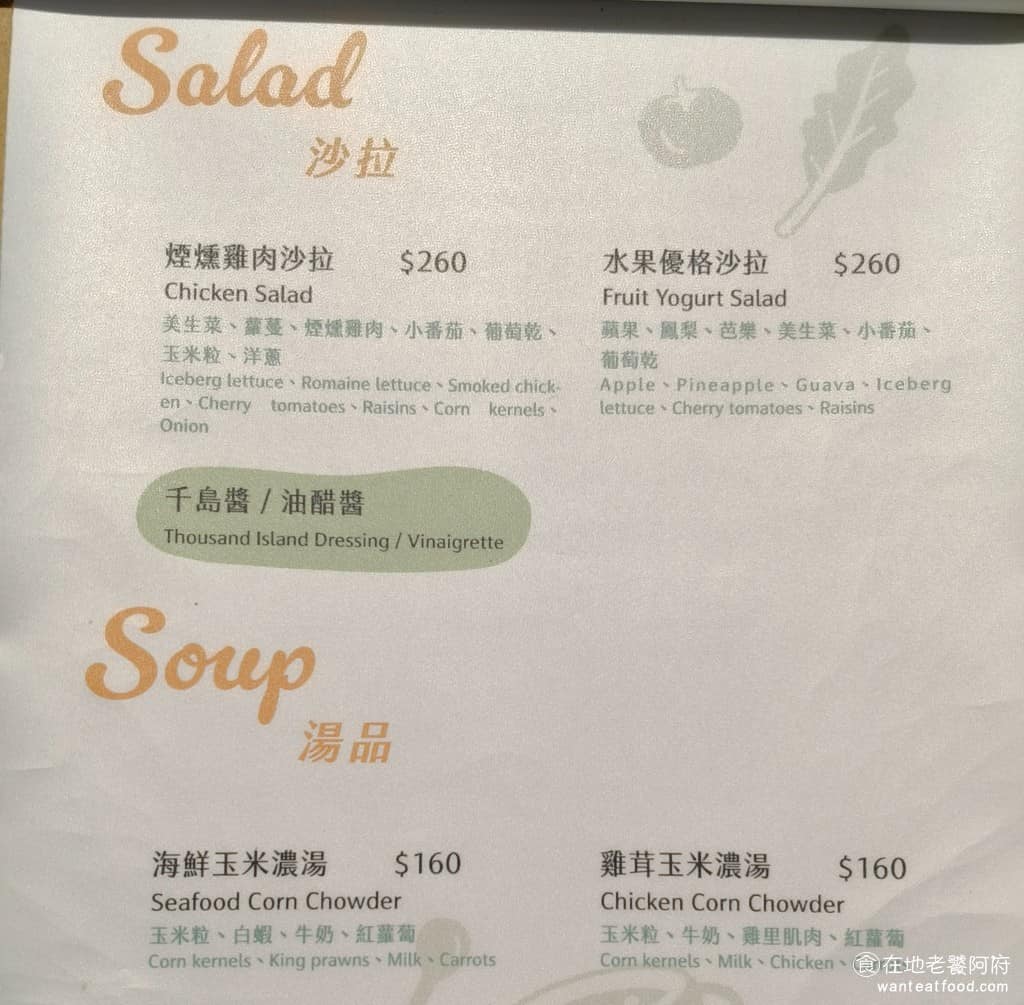 Salad
沙拉
煙燻雞肉沙拉 $260
Chicken Salad
美生菜、蘿蔓、煙燻雞肉、小番茄、葡萄乾、
玉米粒、洋蔥
Iceberg lettuce、Romaine lettuce、Smoked chick-
en、Cherry tomatoes、Raisins、Corn kernels、
Onion
水果優格沙拉 $260
Fruit Yogurt Salad
蘋果、鳳梨、芭樂、美生菜、小番茄、
葡萄乾
Apple、Pineapple、Guava、Iceberg
lettuce、Cherry tomatoes、Raisins
千島醬 / 油醋醬
Thousand Island Dressing / Vinaigrette
Soup
湯品
海鮮玉米濃湯 $160
Seafood Corn Chowder
玉米粒、白蝦、牛奶、紅蘿蔔
Corn kernels、King prawns、Milk、Carrots
雞茸玉米濃湯 $160
Chicken Corn Chowder
玉米粒、牛奶、雞里肌肉、紅蘿蔔
Corn kernels、Milk、Chicken、
食在地老饕阿府
wanteatfood.com